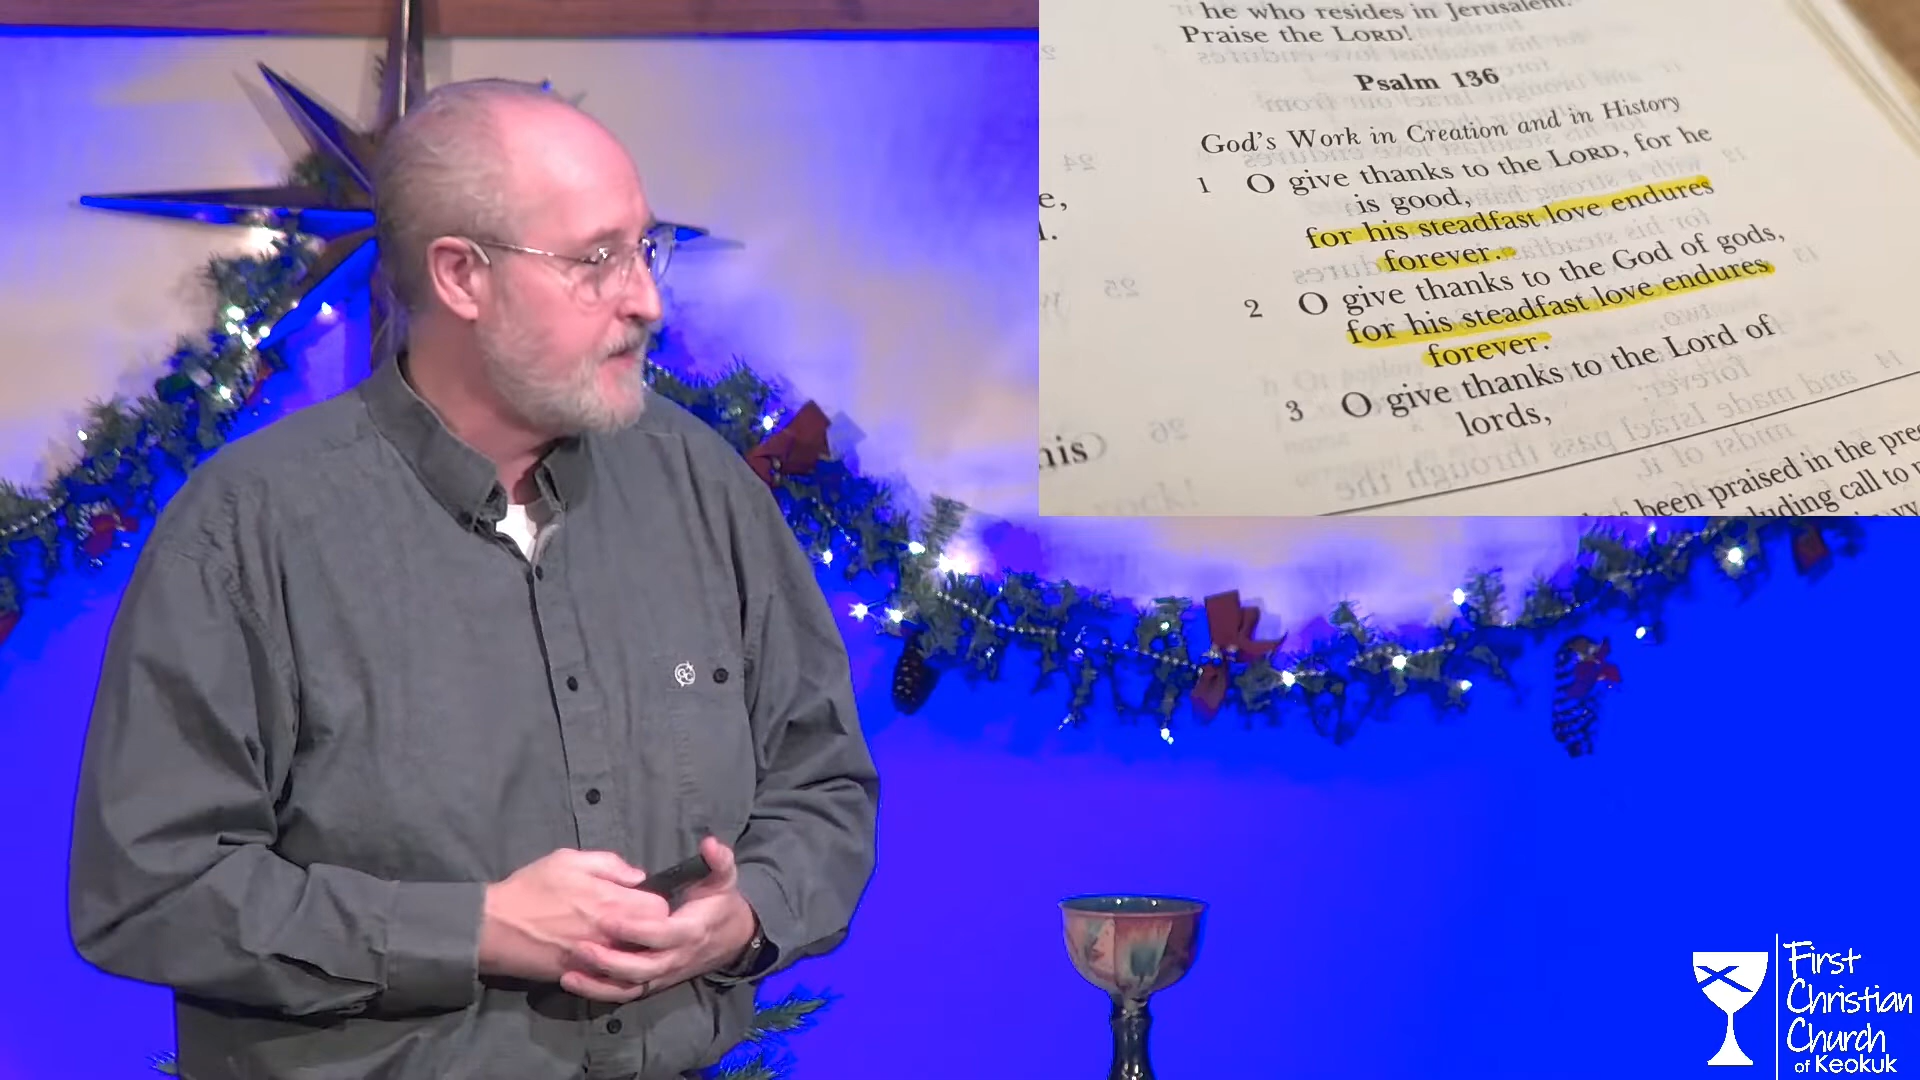 he who resides in Jerusalem.
Praise the LORD!
Psalm 136
God's Work in Creation and in History
1 O give thanks to the LORD, for he
is good,
for his steadfast love endures
forever.
2 O give thanks to the God of gods,
for his steadfast love endures
forever.
3 O give thanks to the Lord of
lords,
been praised in the
call to
e,
his
First
Christian
Church
of Keokuk